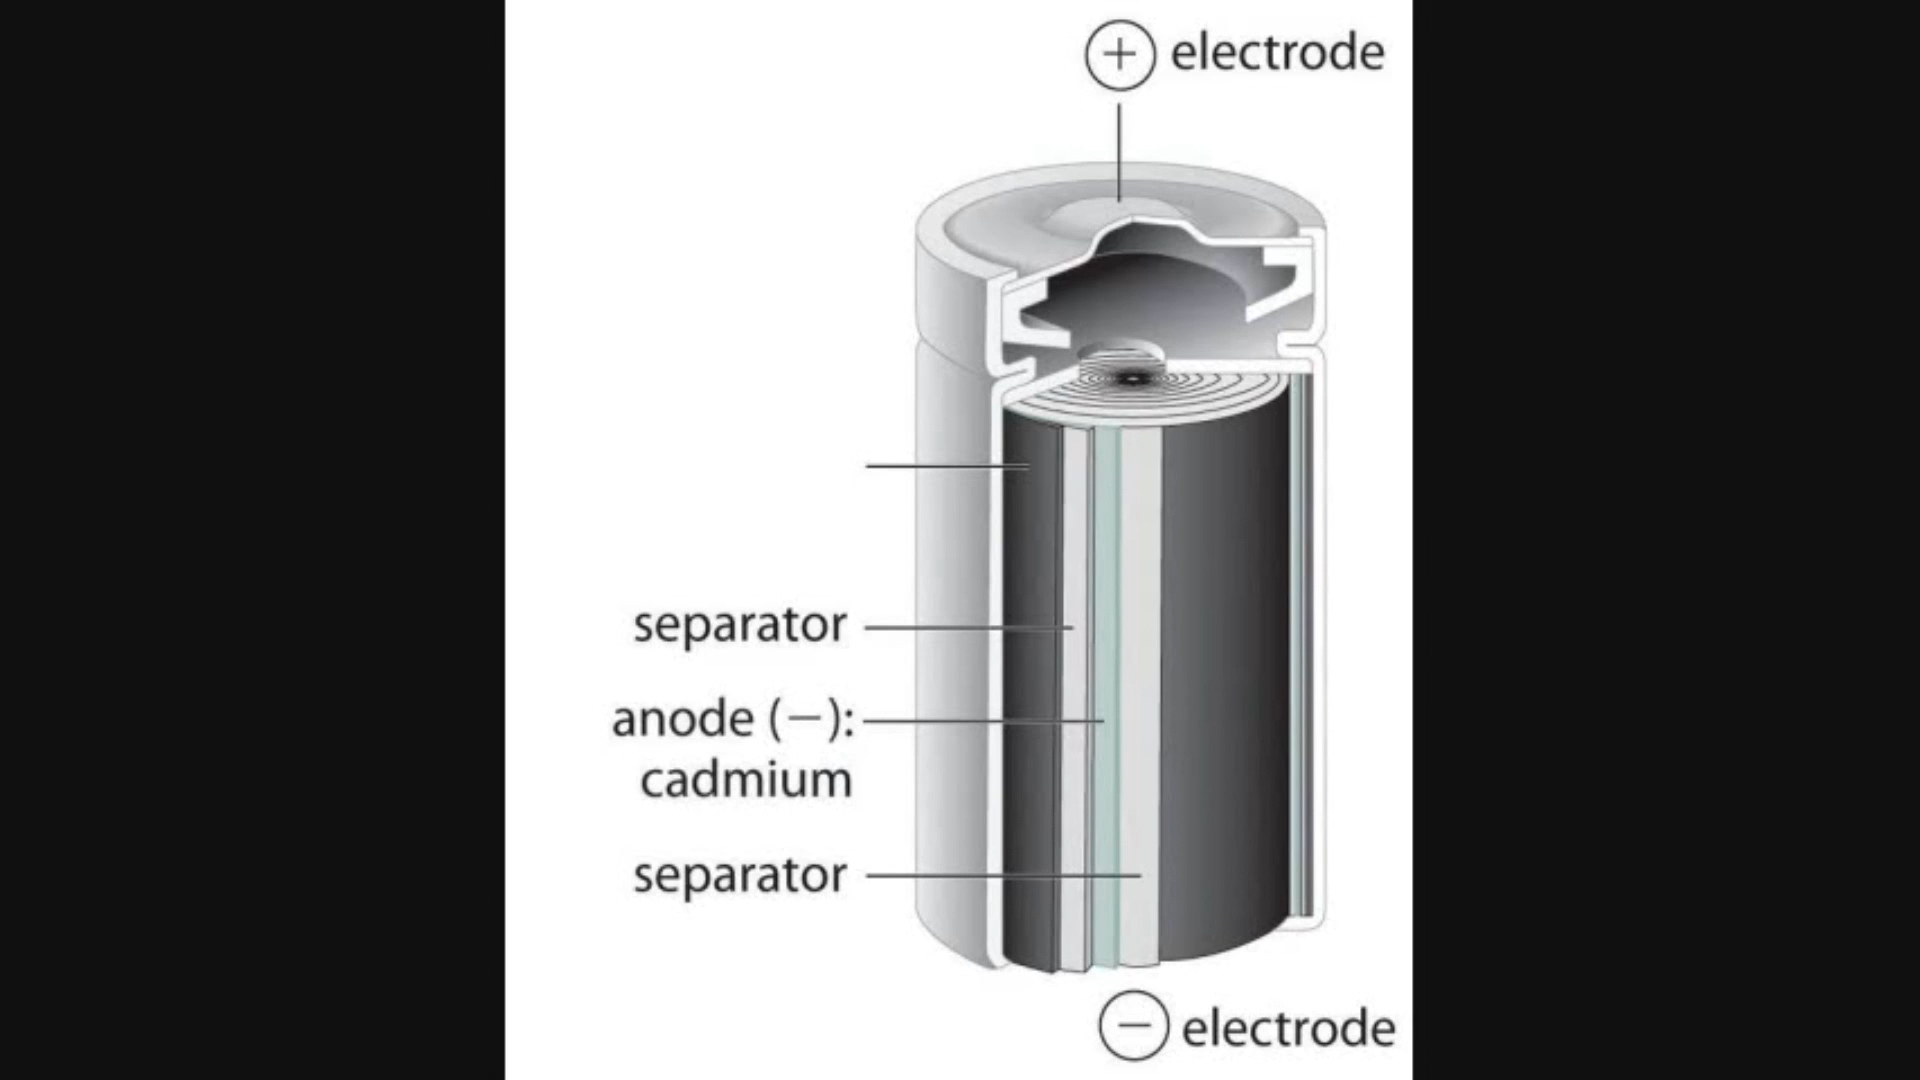 + electrode
separator
anode (−):
cadmium
separator
− electrode